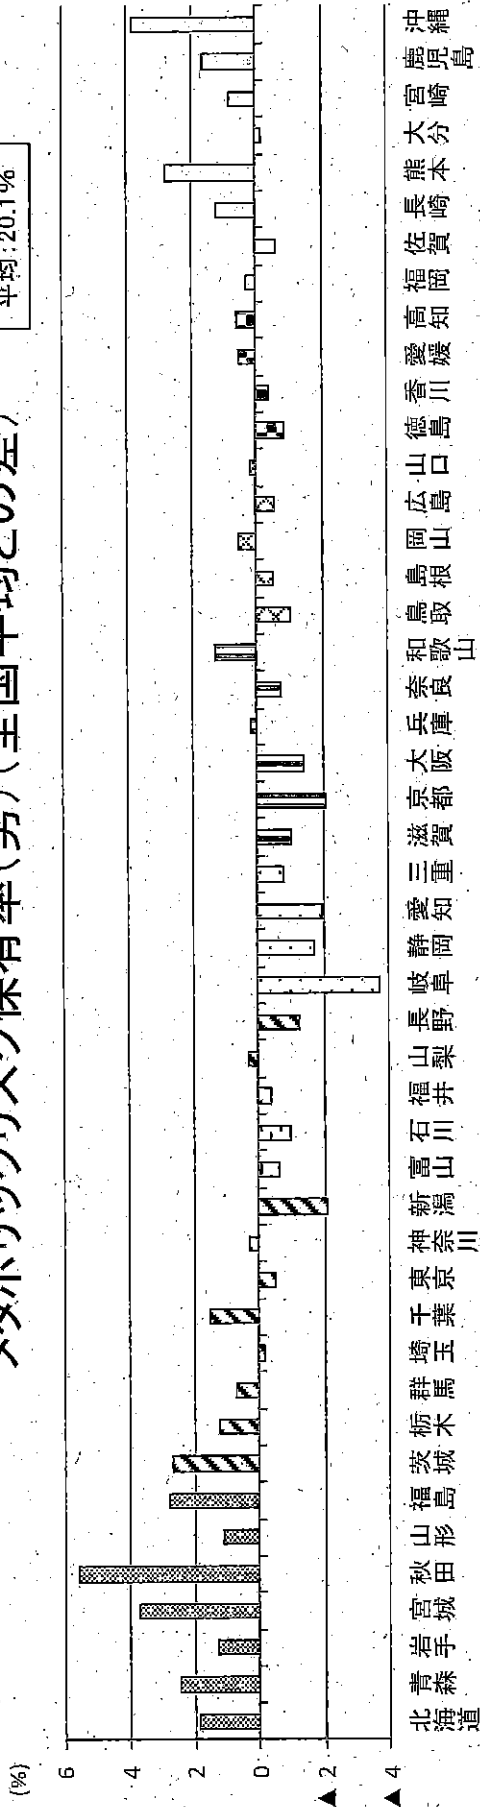 メタボリックリスク保有率(男)(全国平均との差)
平均:20.1%
(%)
6
4
2
0
▲2
▲4
北海道
青森
岩手
宮城
秋田
山形
福島
茨城
栃木
群馬
埼玉
千葉
東京
神奈川
新潟
富山
石川
福井
山梨
長野
岐阜
静岡
愛知
三重
滋賀
京都
大阪
兵庫
奈良
和歌山
鳥取
島根
岡山
広島
山口
徳島
香川
愛媛
高知
福岡
佐賀
長崎
熊本
大分
宮崎
鹿児島
沖縄